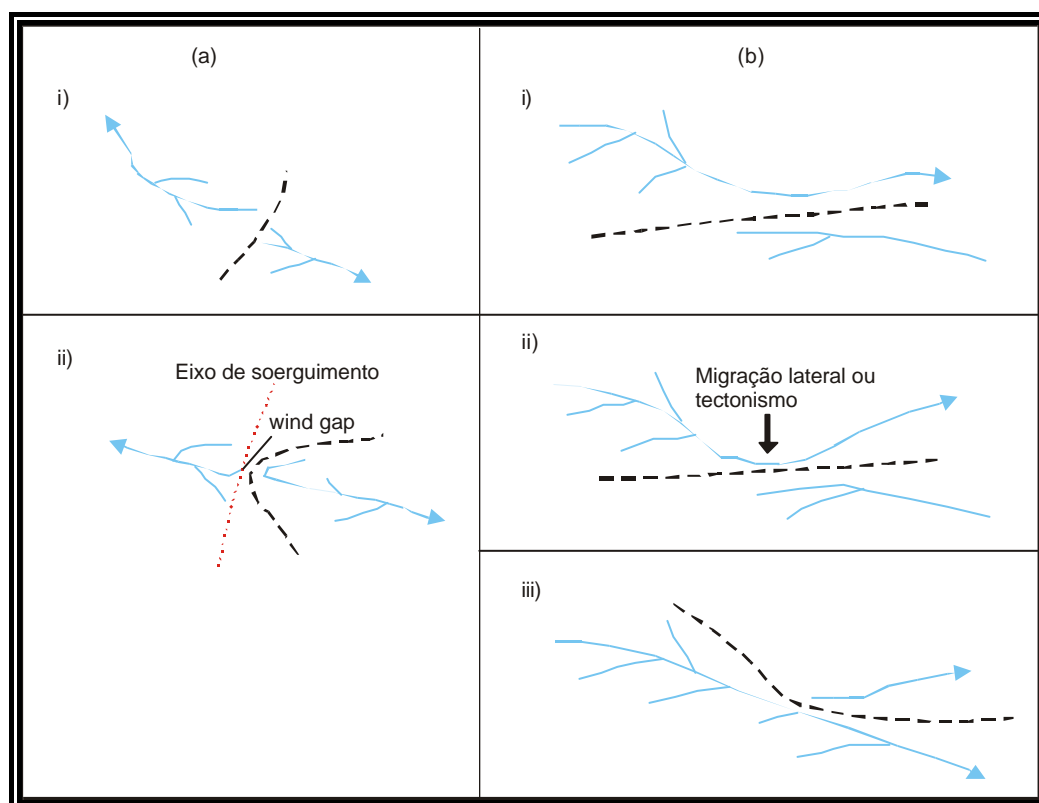 (a)
i)
ii)
Eixo de soerguimento
wind gap
(b)
i)
ii)
Migração lateral ou
tectonismo
iii)